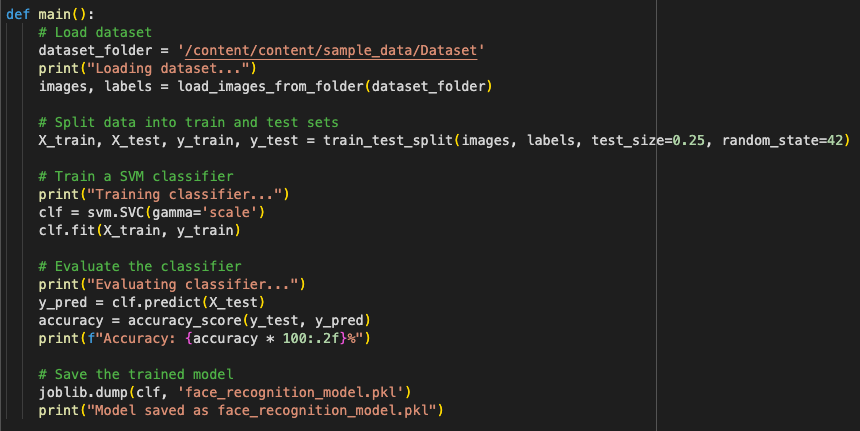 def main():
    # Load dataset
    dataset_folder = '/content/content/sample_data/Dataset'
    print("Loading dataset...")
    images, labels = load_images_from_folder(dataset_folder)

    # Split data into train and test sets
    X_train, X_test, y_train, y_test = train_test_split(images, labels, test_size=0.25, random_state=42)

    # Train a SVM classifier
    print("Training classifier...")
    clf = svm.SVC(gamma='scale')
    clf.fit(X_train, y_train)

    # Evaluate the classifier
    print("Evaluating classifier...")
    y_pred = clf.predict(X_test)
    accuracy = accuracy_score(y_test, y_pred)
    print(f"Accuracy: {accuracy * 100:.2f}%")

    # Save the trained model
    joblib.dump(clf, 'face_recognition_model.pkl')
    print("Model saved as face_recognition_model.pkl")